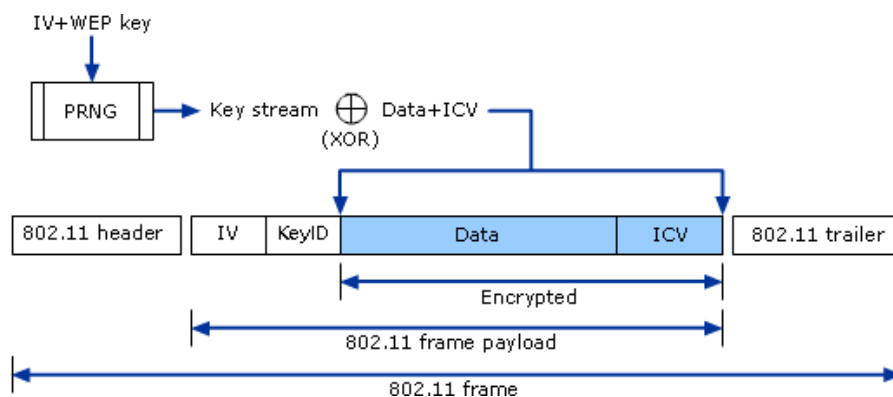 IV+WEP key
PRNG
Key stream
(XOR)
Data+ICV
802.11 header
IV
KeyID
Data
ICV
802.11 trailer
Encrypted
802.11 frame payload
802.11 frame